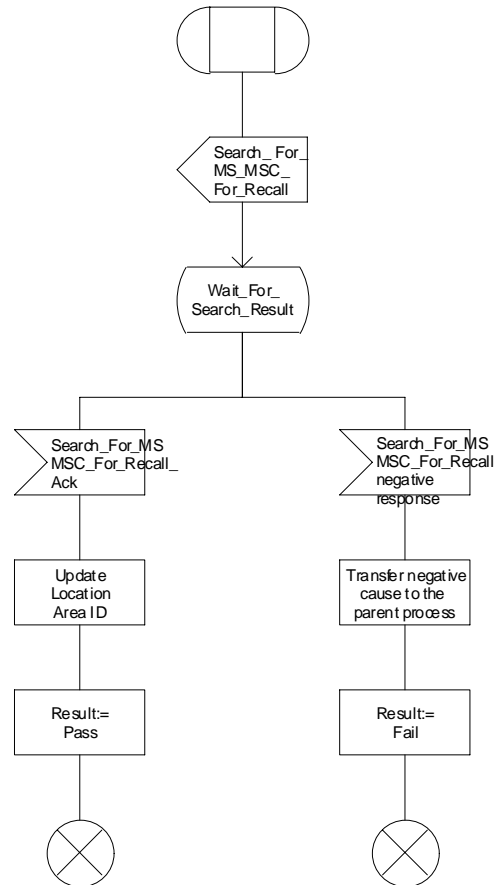 Search_ For_
MS_MSC_
For_Recall
Wait_For_
Search_Result
Search_For_MS
MSC_For_Recall_
Ack
Search_For_MS
MSC_For_Recall
negative
response
Update
Location
Area ID
Transfer negative
cause to the
parent process
Result:=
Pass
Result:=
Fail